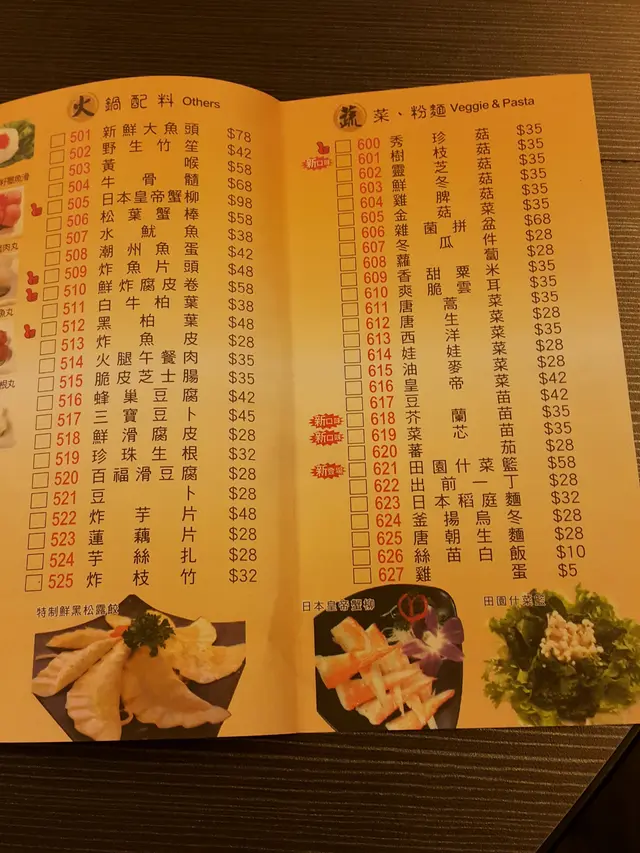 火 鍋 配 料 Others
501 新鮮大魚頭 $78
502 野生竹笙 $42
503 黃喉 $58
504 牛骨髓 $68
505 日本皇帝蟹柳 $98
506 松葉蟹棒 $58
507 水魷魚 $38
508 潮州魚蛋 $42
509 炸魚片頭 $48
510 鮮炸腐皮卷 $58
511 白牛柏葉 $38
512 黑柏葉 $48
513 炸魚皮 $28
514 火腿午餐肉 $35
515 脆皮芝士腸 $35
516 蜂巢豆腐 $42
517 三寶豆卜 $45
518 鮮滑腐皮 $28
519 珍珠生根 $32
520 百福滑豆腐 $28
521 豆卜 $28
522 炸芋片 $48
523 蓮藕片 $28
524 芋絲扎 $28
525 炸枝竹 $32
特制鮮黑松露餃
蔬 菜、粉麵 Veggie & Pasta
600 秀珍菇 $35
新口味 601 樹枝菇 $35
602 靈芝菇 $35
603 鮮冬菇 $35
604 雞脾菇 $35
605 金菇菜 $35
606 雜菌拼盆 $68
607 冬瓜件 $28
608 蘿蔔 $28
609 香甜粟米 $35
610 爽脆雲耳 $35
611 唐蒿菜 $35
612 唐生菜 $28
613 西洋菜 $35
614 娃娃菜 $28
615 油麥菜 $35
616 皇帝菜 $42
617 豆苗 $42
新口味 618 芥蘭苗 $35
新口味 619 菜芯苗 $35
620 蕃茄 $28
621 田園什菜籃 $58
622 出前一丁 $28
623 日本稻庭麵 $32
624 釜揚烏冬 $28
625 唐朝生麵 $28
626 絲苗白飯 $10
627 雞蛋 $5
日本皇帝蟹柳
田園什菜籃